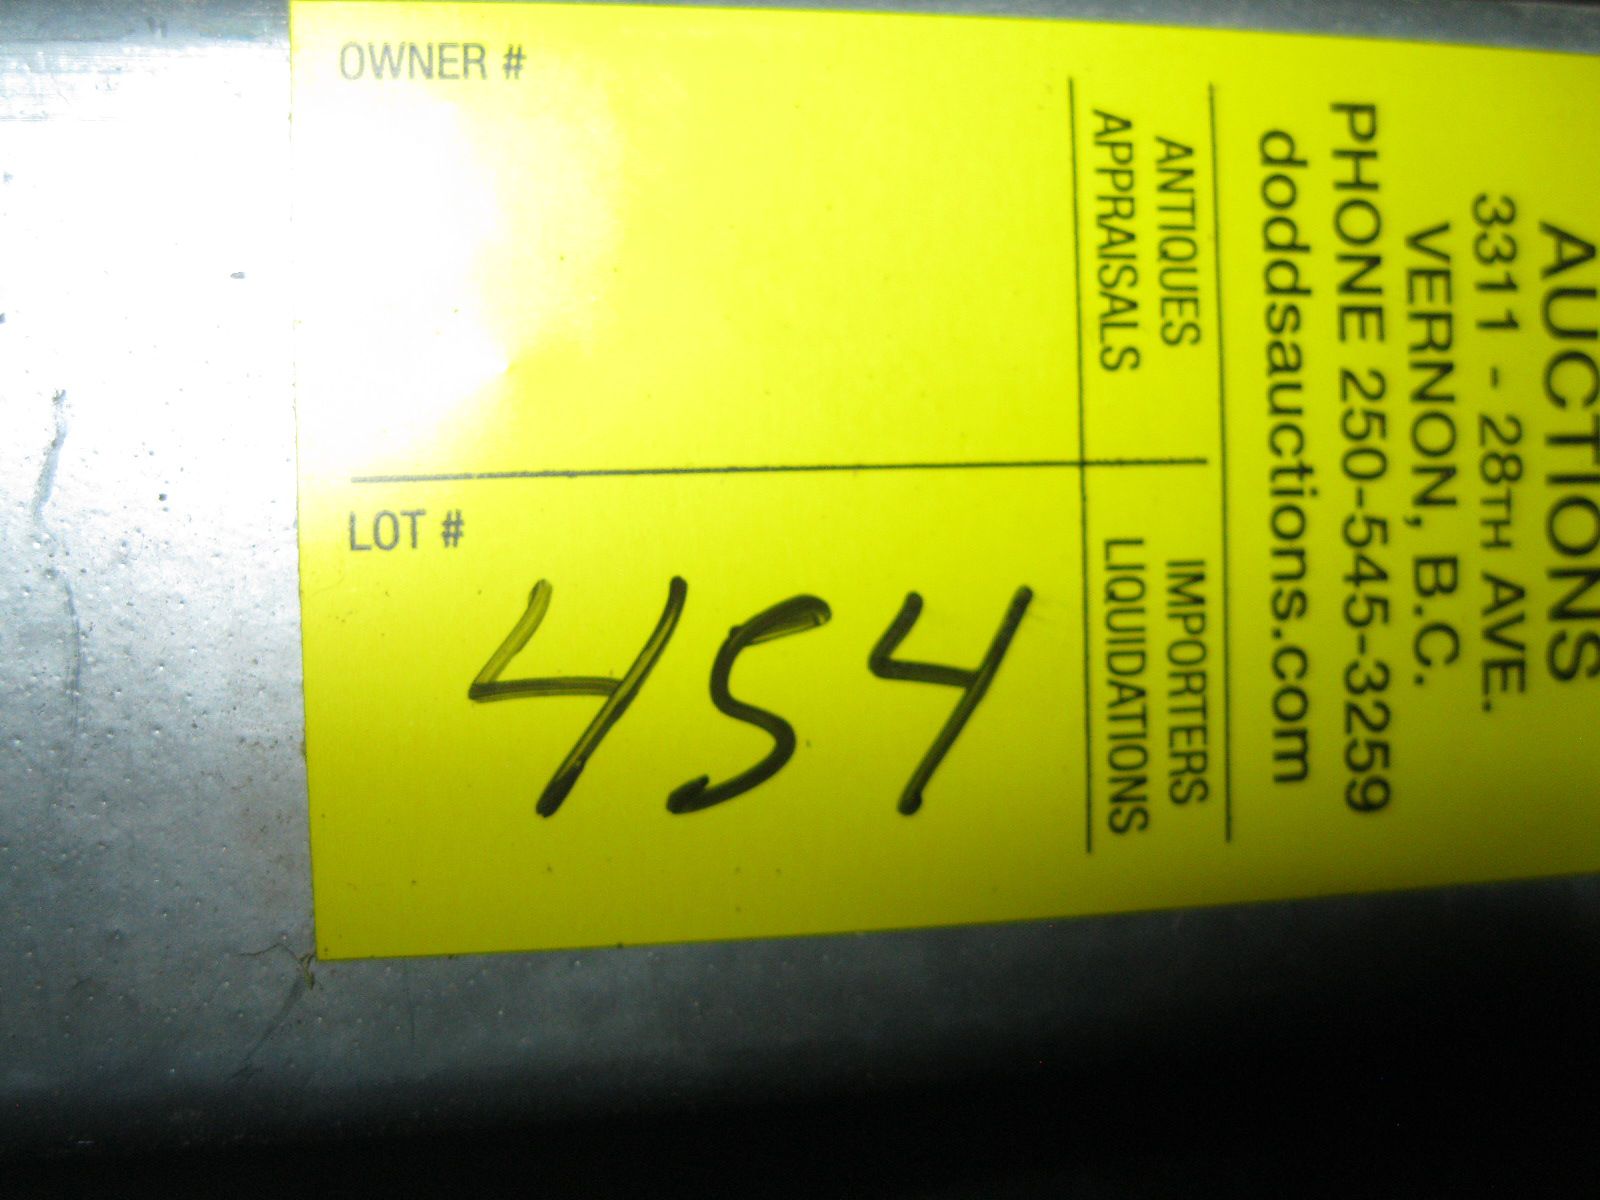 AUCTIONS
3311 - 28TH AVE.
VERNON, B.C.
PHONE 250-545-3259
doddsauctions.com
ANTIQUES IMPORTERS
APPRAISALS LIQUIDATIONS
OWNER #
LOT #
454